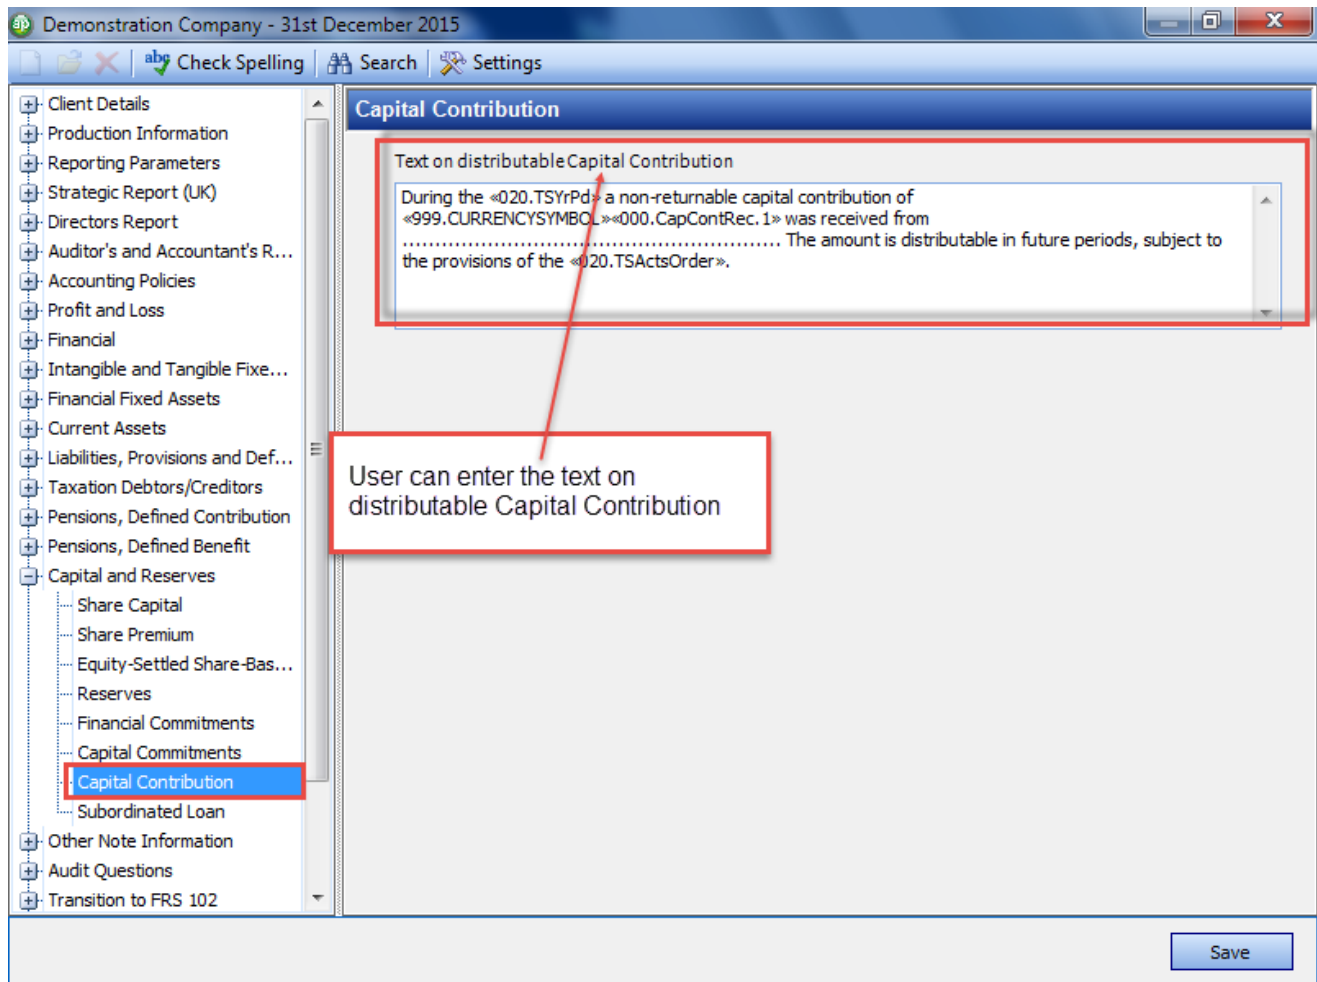 Demonstration Company - 31st December 2015
Check Spelling Search Settings
Client Details
Production Information
Reporting Parameters
Strategic Report (UK)
Directors Report
Auditor's and Accountant's R...
Accounting Policies
Profit and Loss
Financial
Intangible and Tangible Fixe...
Financial Fixed Assets
Current Assets
Liabilities, Provisions and Def...
Taxation Debtors/Creditors
Pensions, Defined Contribution
Pensions, Defined Benefit
Capital and Reserves
Share Capital
Share Premium
Equity-Settled Share-Bas...
Reserves
Financial Commitments
Capital Commitments
Capital Contribution
Subordinated Loan
Other Note Information
Audit Questions
Transition to FRS 102
Capital Contribution
Text on distributable Capital Contribution
During the «020.TSYrPd» a non-returnable capital contribution of
«999.CURRENCYSYMBOL»«000.CapContRec.1» was received from
........................................................... The amount is distributable in future periods, subject to
the provisions of the «020.TSActsOrder».
User can enter the text on
distributable Capital Contribution
Save